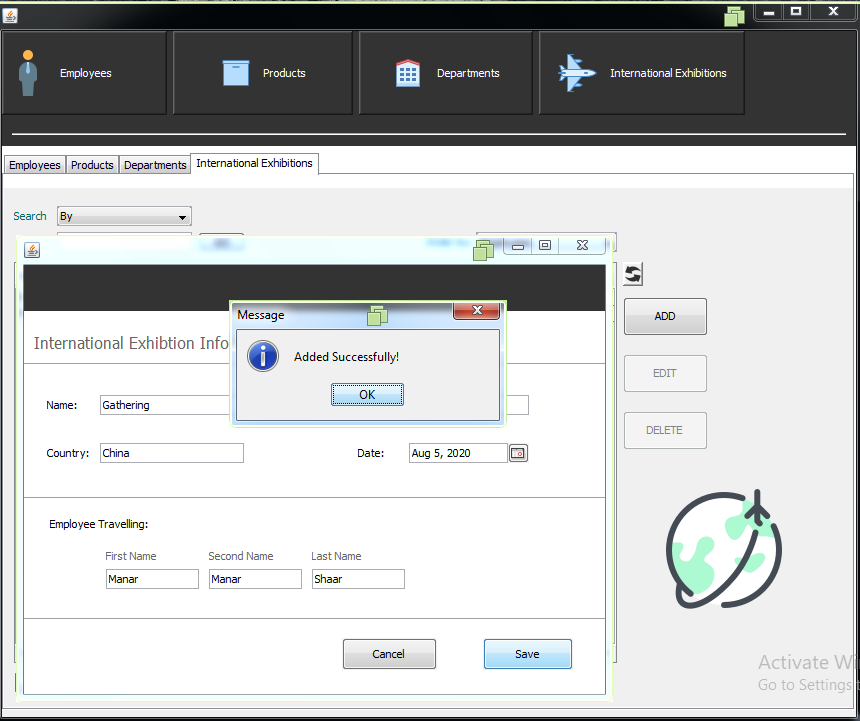 Employees
Products
Departments
International Exhibitions
Employees
Products
Departments
International Exhibitions
Search
By
Message
Added Successfully!
OK
ADD
EDIT
DELETE
International Exhibtion Info
Name:
Gathering
Country:
China
Date:
Aug 5, 2020
Employee Travelling:
First Name
Second Name
Last Name
Manar
Manar
Shaar
Cancel
Save
Activate Wi
Go to Settings t